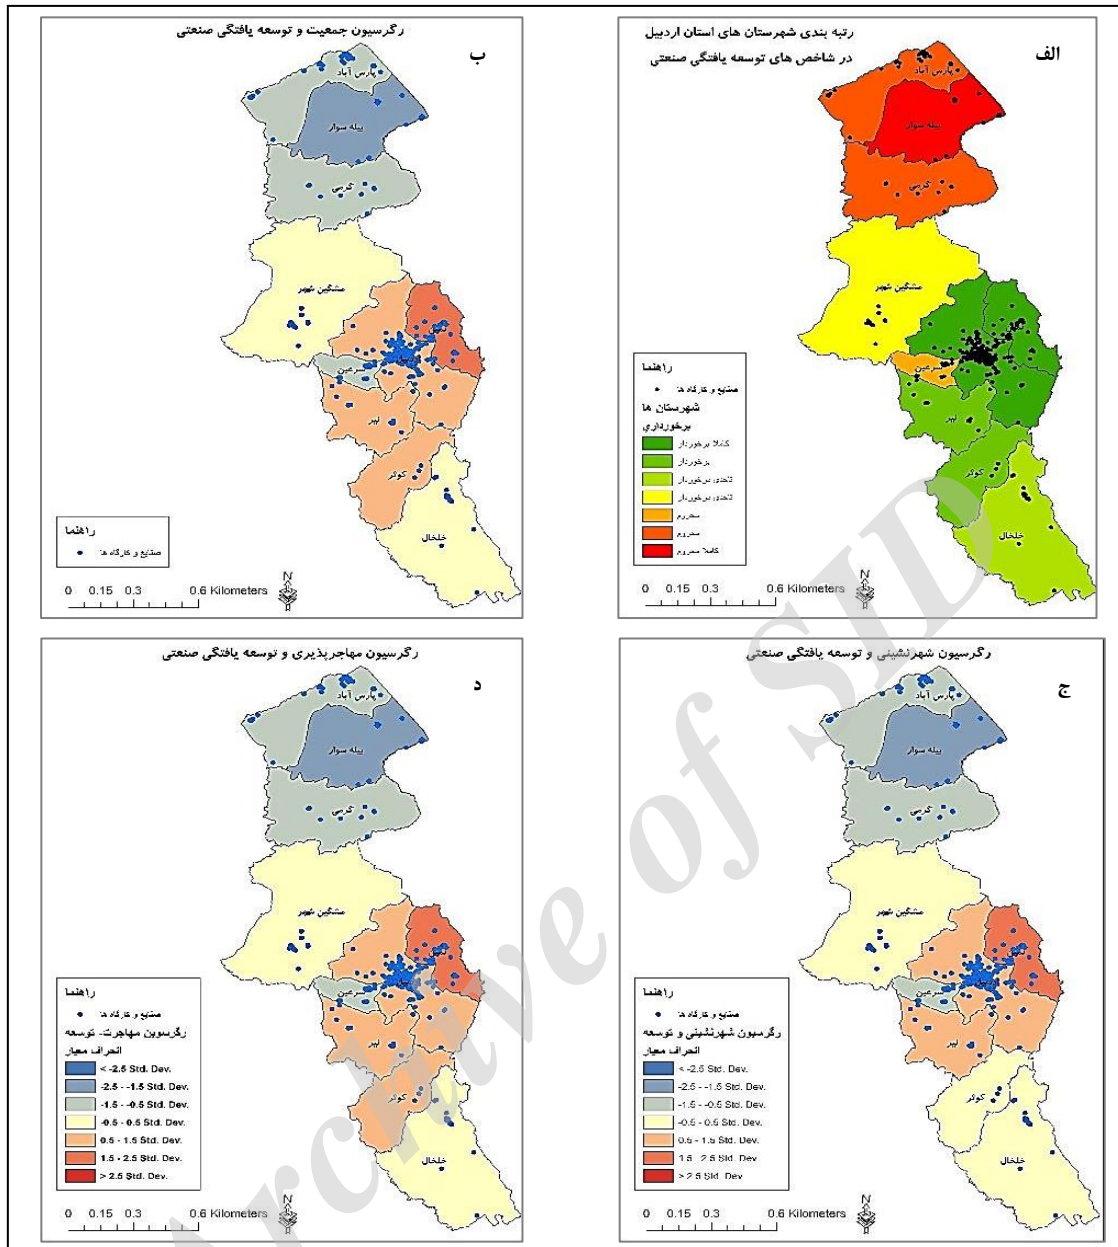 رتبه بندی شهرستان های استان اردبیل
در شاخص های توسعه یافتگی صنعتی
الف
پارس آباد
بیله سوار
گرمی
مشگین شهر
سرعین
نیر
کوثر
خلخال
راهنما
صنایع و کارگاه ها
شهرستان ها
برخورداری
کاملا برخوردار
برخوردار
تاحدی برخوردار
تاحدی برخوردار
محروم
محروم
کاملا محروم
N
0 0.15 0.3 0.6 Kilometers
رگرسیون جمعیت و توسعه یافتگی صنعتی
ب
پارس آباد
بیله سوار
گرمی
مشگین شهر
سرعین
نیر
کوثر
خلخال
راهنما
صنایع و کارگاه ها
N
0 0.15 0.3 0.6 Kilometers
رگرسیون شهرنشینی و توسعه یافتگی صنعتی
ج
پارس آباد
بیله سوار
گرمی
مشگین شهر
سرعین
نیر
کوثر
خلخال
راهنما
صنایع و کارگاه ها
رگرسیون شهرنشینی و توسعه
انحراف معیار
< -2.5 Std. Dev.
-2.5 - -1.5 Std. Dev.
-1.5 - -0.5 Std. Dev.
-0.5 - 0.5 Std. Dev.
0.5 - 1.5 Std. Dev.
1.5 - 2.5 Std. Dev.
> 2.5 Std. Dev.
N
0 0.15 0.3 0.6 Kilometers
رگرسیون مهاجرپذیری و توسعه یافتگی صنعتی
د
پارس آباد
بیله سوار
گرمی
مشگین شهر
سرعین
نیر
کوثر
خلخال
راهنما
صنایع و کارگاه ها
رگرسیون مهاجرت- توسعه
انحراف معیار
< -2.5 Std. Dev.
-2.5 - -1.5 Std. Dev.
-1.5 - -0.5 Std. Dev.
-0.5 - 0.5 Std. Dev.
0.5 - 1.5 Std. Dev.
1.5 - 2.5 Std. Dev.
> 2.5 Std. Dev.
N
0 0.15 0.3 0.6 Kilometers
Archive of SID